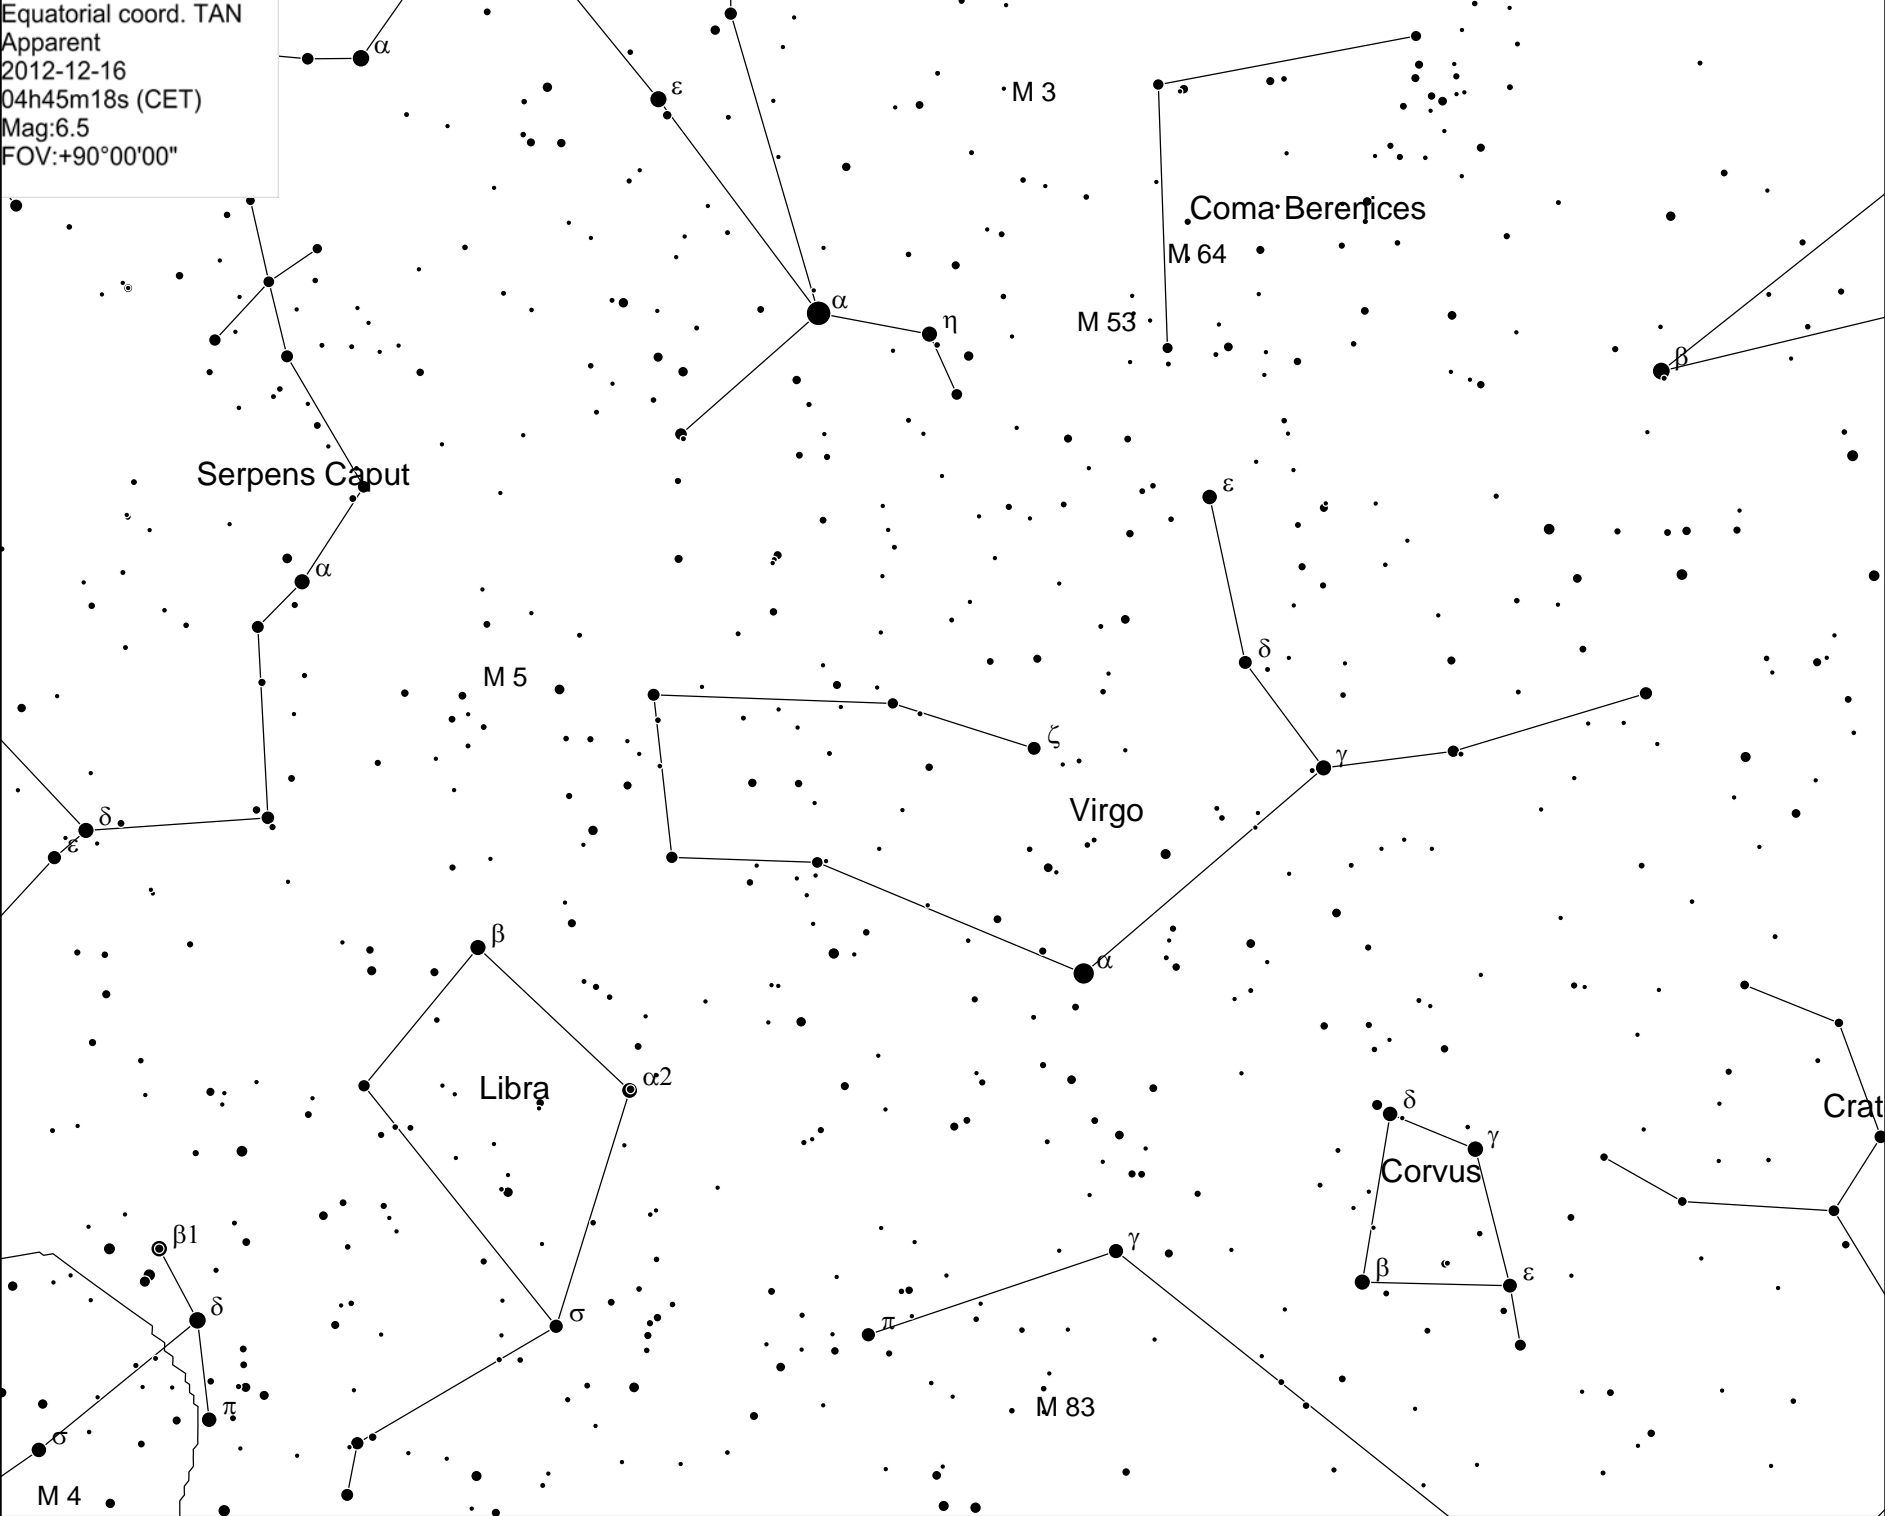 Equatorial coord. TAN
Apparent
2012-12-16
04h45m18s (CET)
Mag:6.5
FOV:+90°00'00"
α
ε
M 3
Coma Berenices
M 64
α
η
M 53
β
Serpens Caput
ε
α
δ
M 5
ζ
γ
Virgo
δ
ε
β
α
α2
Libra
δ
Crat
γ
Corvus
β1
γ
β
ε
δ
σ
π
π
M 83
σ
M 4